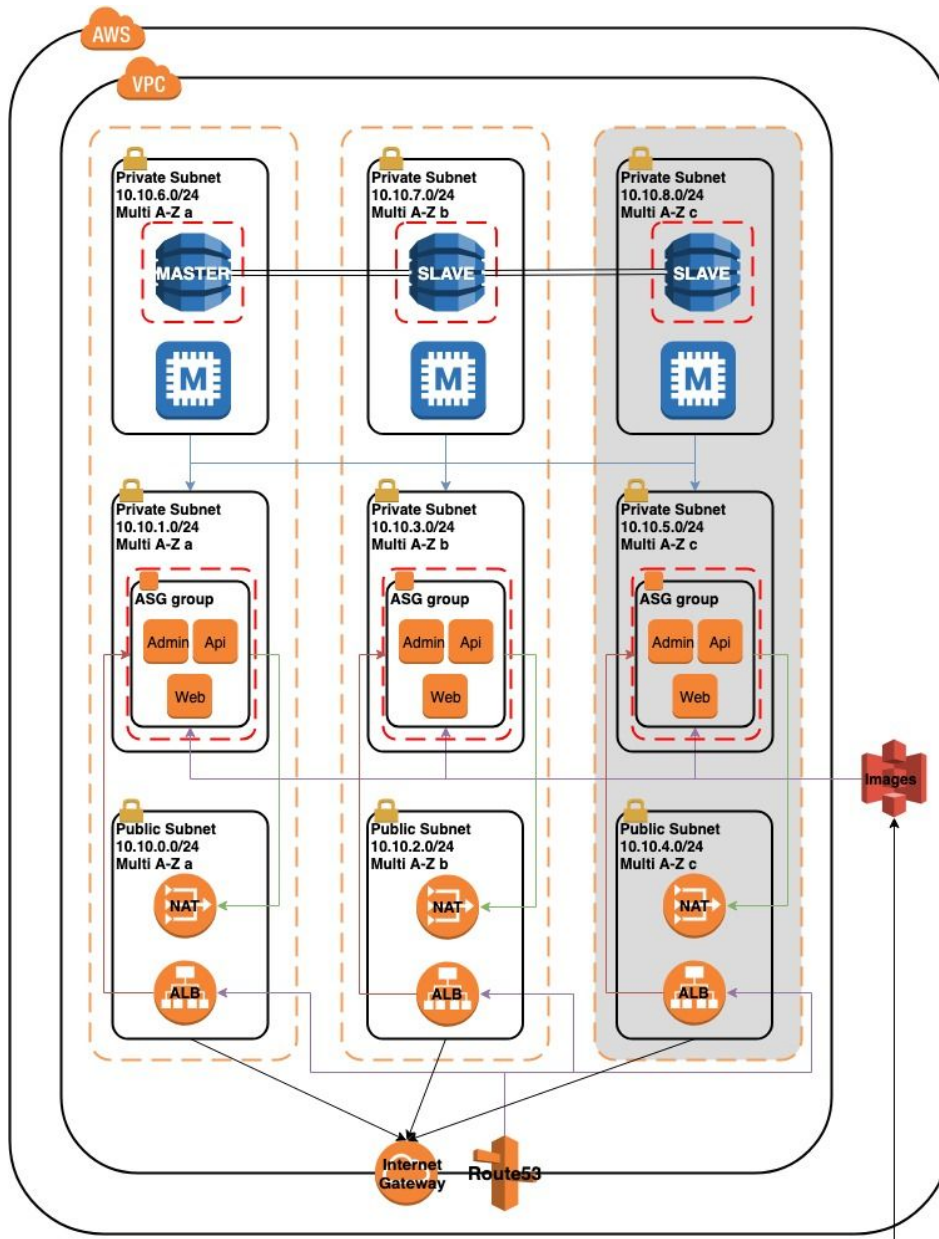 AWS
VPC
Private Subnet
10.10.6.0/24
Multi A-Z a
MASTER
M
Private Subnet
10.10.7.0/24
Multi A-Z b
SLAVE
M
Private Subnet
10.10.8.0/24
Multi A-Z c
SLAVE
M
Private Subnet
10.10.1.0/24
Multi A-Z a
ASG group
Admin
Api
Web
Private Subnet
10.10.3.0/24
Multi A-Z b
ASG group
Admin
Api
Web
Private Subnet
10.10.5.0/24
Multi A-Z c
ASG group
Admin
Api
Web
Images
Public Subnet
10.10.0.0/24
Multi A-Z a
NAT
ALB
Public Subnet
10.10.2.0/24
Multi A-Z b
NAT
ALB
Public Subnet
10.10.4.0/24
Multi A-Z c
NAT
ALB
Internet
Gateway
Route53